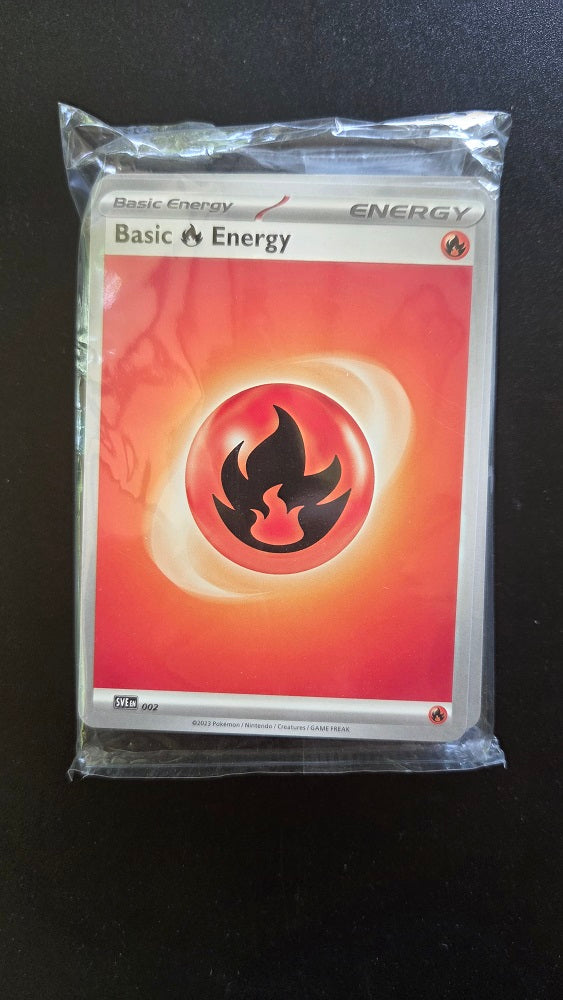 Basic Energy ENERGY
Basic Energy
SVE EN 002
©2023 Pokémon / Nintendo / Creatures / GAME FREAK